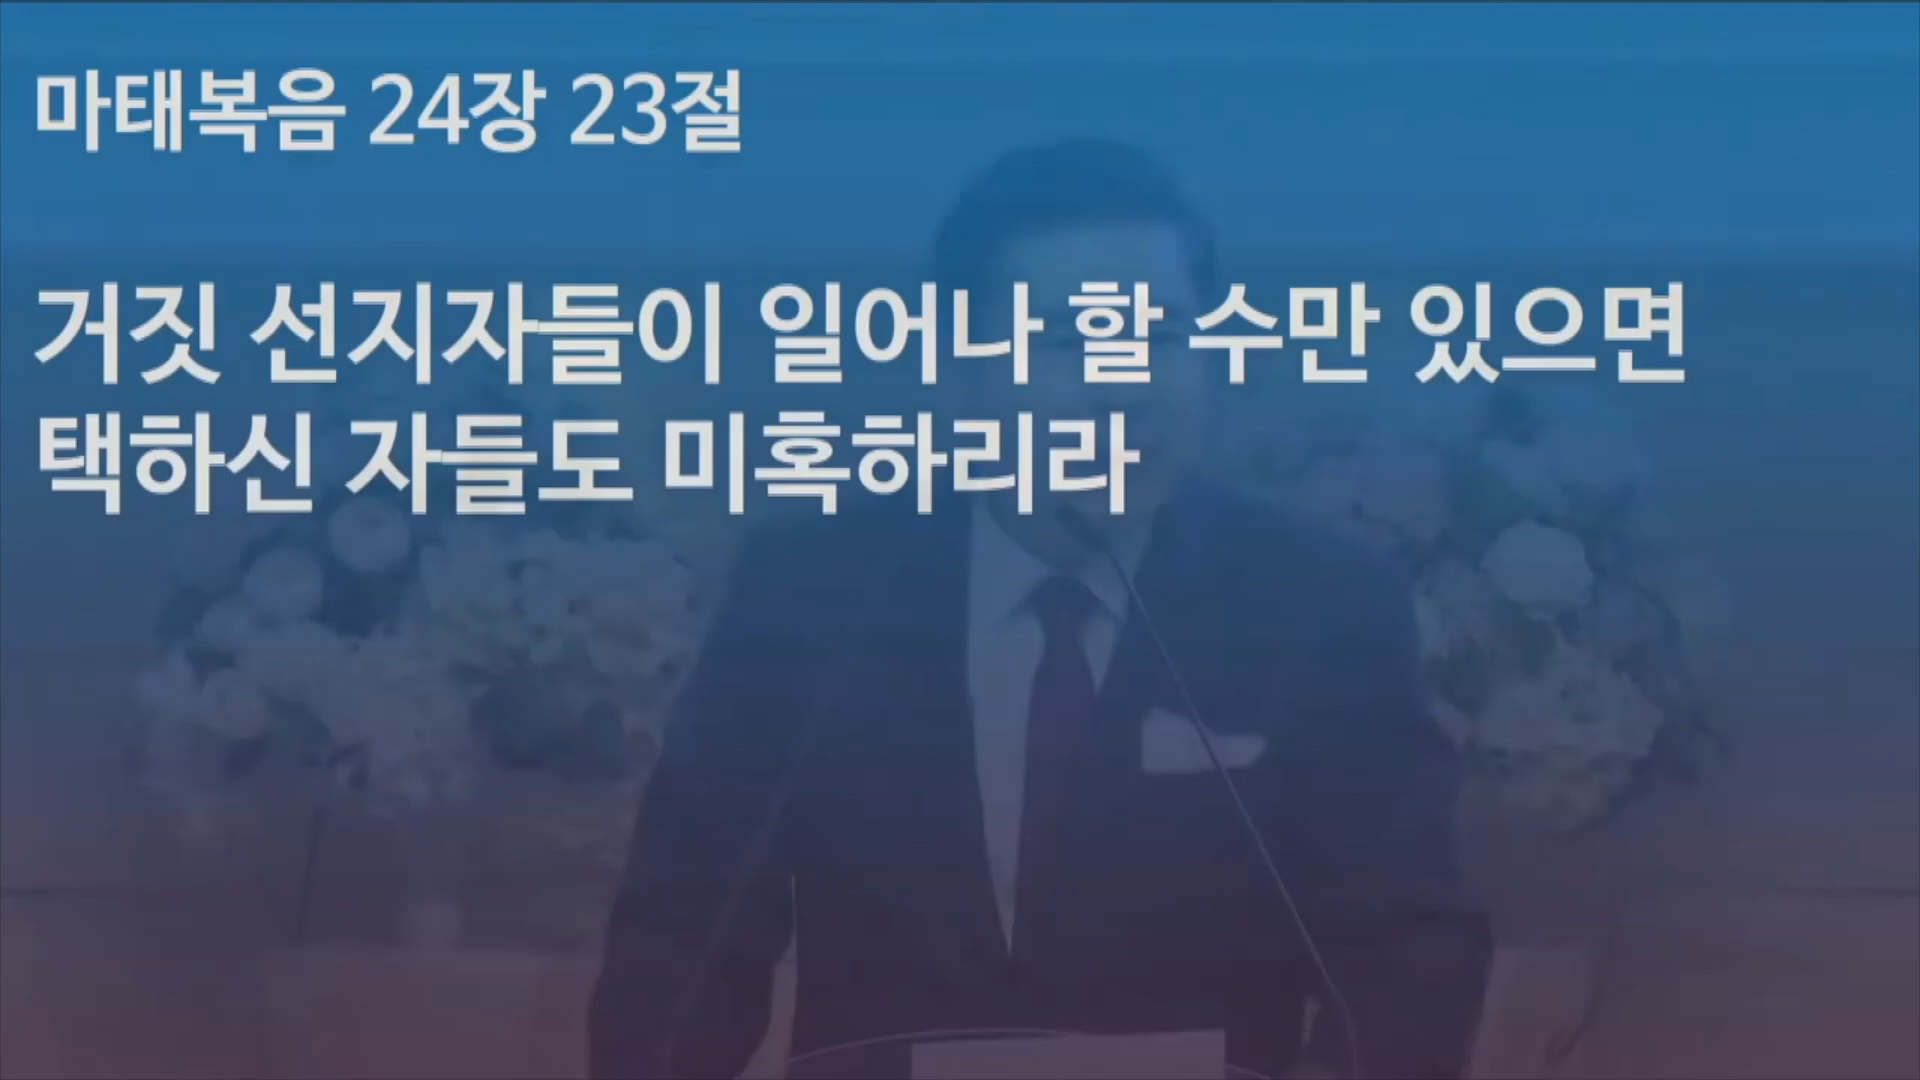 마태복음 24장 23절
거짓 선지자들이 일어나 할 수만 있으면
택하신 자들도 미혹하리라